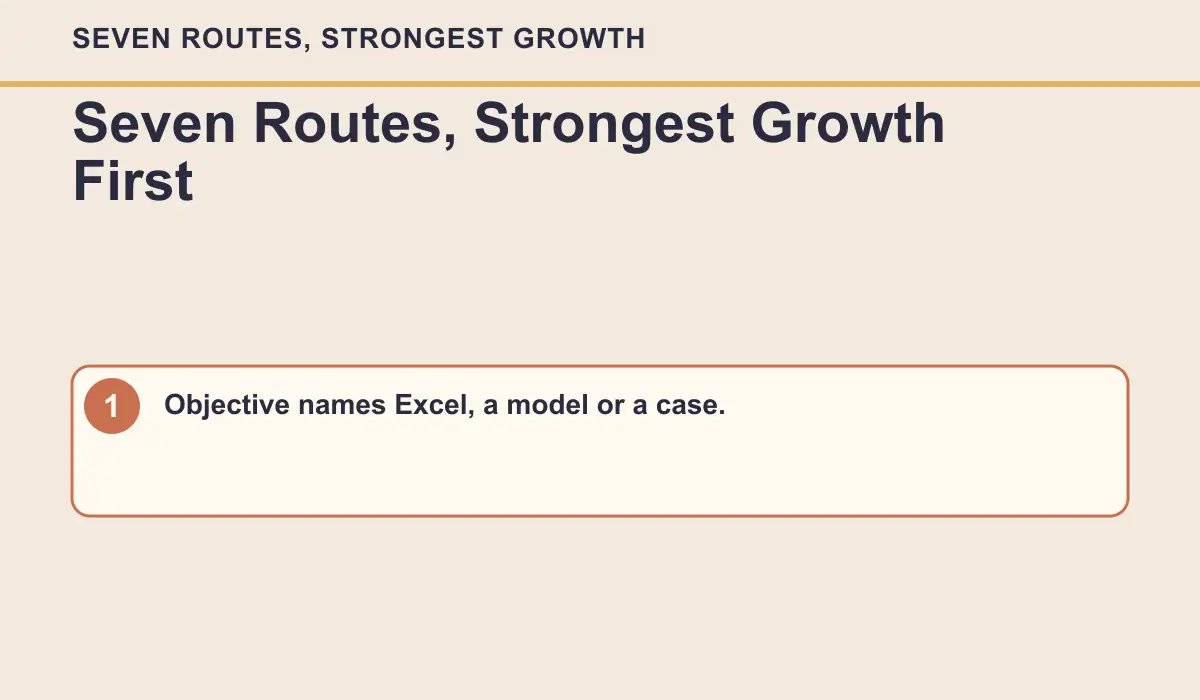 SEVEN ROUTES, STRONGEST GROWTH
Seven Routes, Strongest Growth
First
1
Objective names Excel, a model or a case.